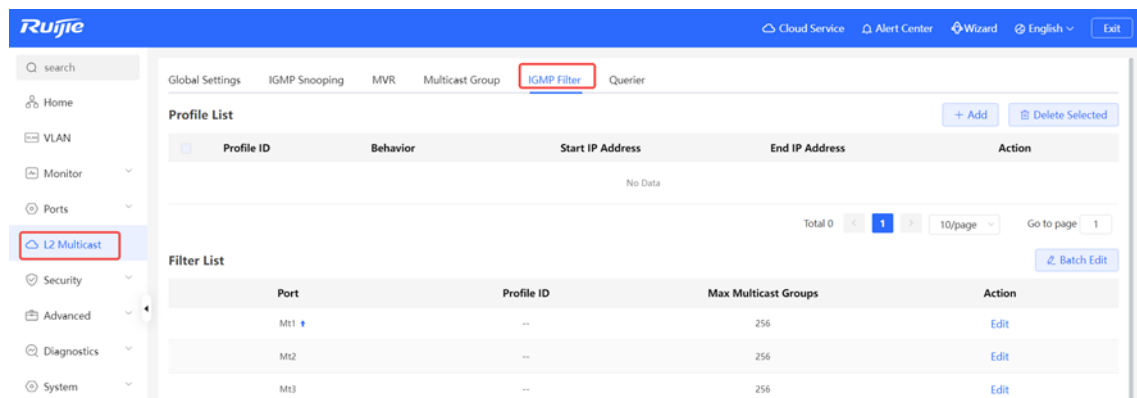 Ruijie
Cloud Service Alert Center Wizard English Exit
search
Home
VLAN
Monitor
Ports
L2 Multicast
Security
Advanced
Diagnostics
System
Global Settings IGMP Snooping MVR Multicast Group IGMP Filter Querier
Profile List + Add Delete Selected
Profile ID Behavior Start IP Address End IP Address Action
No Data
Total 0 < 1 > 10/page Go to page 1
Filter List Batch Edit
Port Profile ID Max Multicast Groups Action
Mt1 -- 256 Edit
Mt2 -- 256 Edit
Mt3 -- 256 Edit